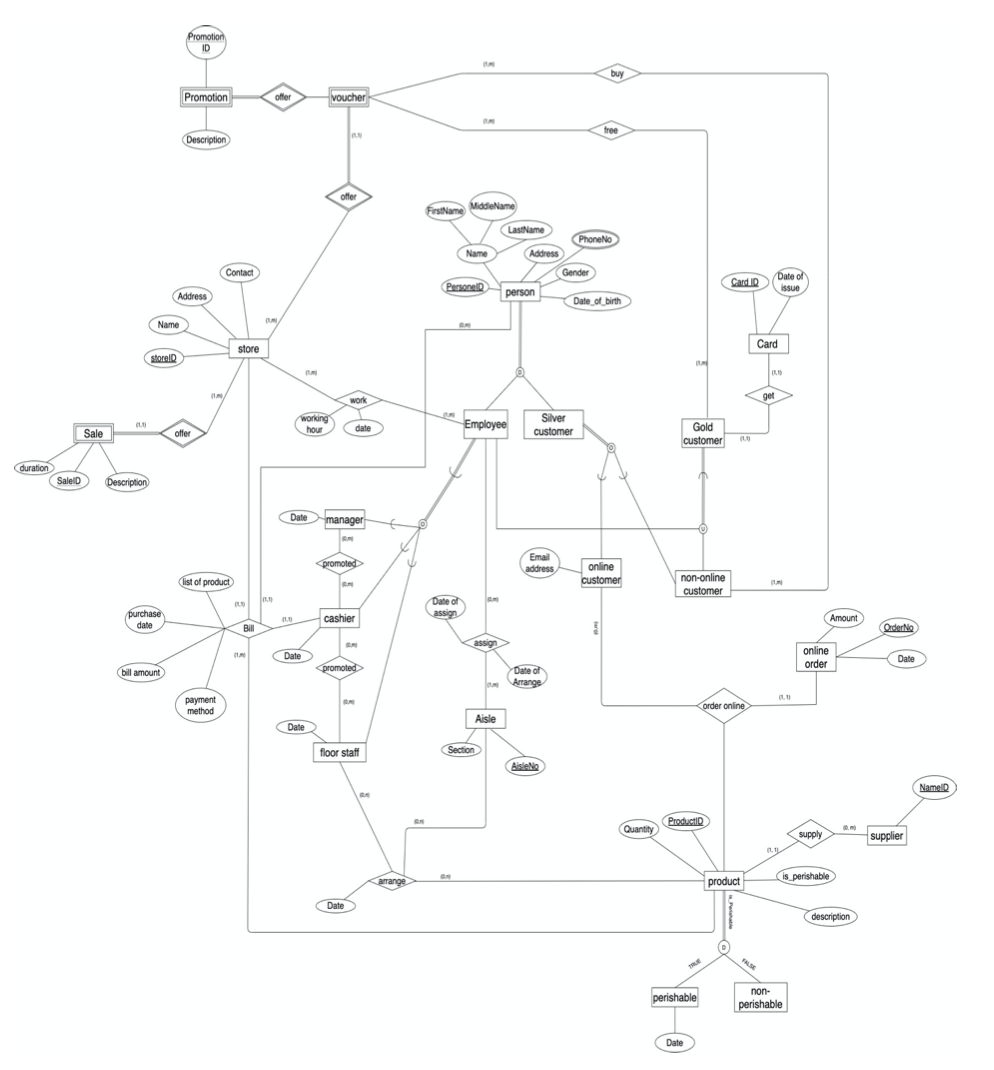 Promotion
ID
Promotion
offer
voucher
Description
(1,m)
buy
(1,m)
free
(1,1)
offer
FirstName
MiddleName
LastName
PhoneNo
Name
Address
Gender
PersoneID
person
Date_of_birth
Contact
Address
Name
storeID
store
(1,m)
(0,m)
Card ID
Date of
issue
Card
(1,1)
get
(1,1)
(1,m)
D
(1,m)
work
working
hour
date
(1,m)
Employee
Silver
customer
Gold
customer
(1,m)
Sale
(1,1)
offer
duration
SaleID
Description
O
O
U
Date
manager
(0,m)
promoted
(0,m)
cashier
Date
(0,m)
promoted
(0,m)
Date
floor staff
(0,n)
Email
address
online
customer
non-online
customer
(1,m)
list of product
purchase
date
bill amount
payment
method
(1,1)
(1,1)
Bill
(1,1)
(1,m)
(0,m)
Date of
assign
assign
Date of
Arrange
(1,m)
Aisle
Section
AisleNo
(0,n)
(0,m)
Amount
OrderNo
online
order
Date
order online
(1, 1)
NameID
supplier
(0, m)
supply
(1, 1)
Quantity
ProductID
product
is_perishable
description
arrange
(0,n)
Date
is_Perishable
D
TRUE
FALSE
perishable
non-
perishable
Date